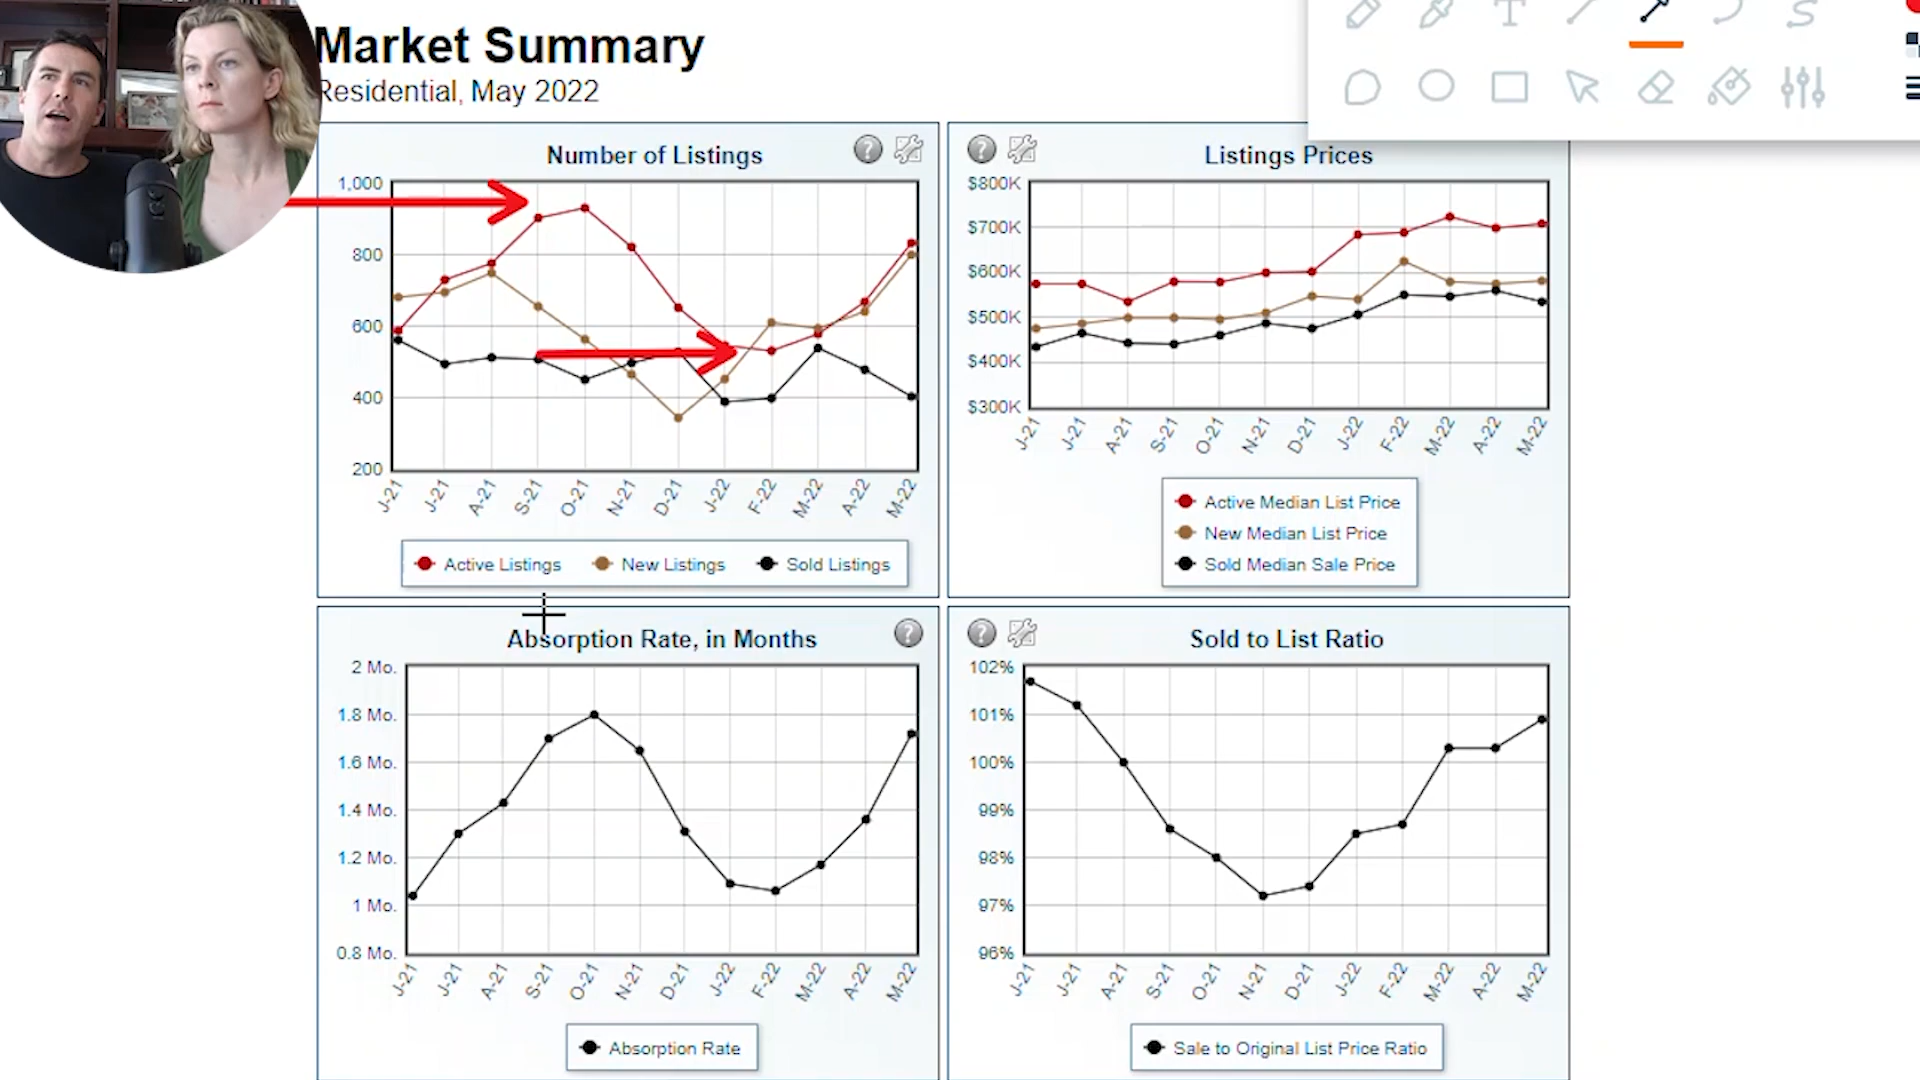 Market Summary
Residential, May 2022
Number of Listings
1,000
800
600
400
200
J-21 J-21 A-21 S-21 O-21 N-21 D-21 J-22 F-22 M-22 A-22 M-22
Active Listings New Listings Sold Listings
Listings Prices
$800K
$700K
$600K
$500K
$400K
$300K
J-21 J-21 A-21 S-21 O-21 N-21 D-21 J-22 F-22 M-22 A-22 M-22
Active Median List Price
New Median List Price
Sold Median Sale Price
Absorption Rate, in Months
2 Mo.
1.8 Mo.
1.6 Mo.
1.4 Mo.
1.2 Mo.
1 Mo.
0.8 Mo.
J-21 J-21 A-21 S-21 O-21 N-21 D-21 J-22 F-22 M-22 A-22 M-22
Absorption Rate
Sold to List Ratio
102%
101%
100%
99%
98%
97%
96%
J-21 J-21 A-21 S-21 O-21 N-21 D-21 J-22 F-22 M-22 A-22 M-22
Sale to Original List Price Ratio